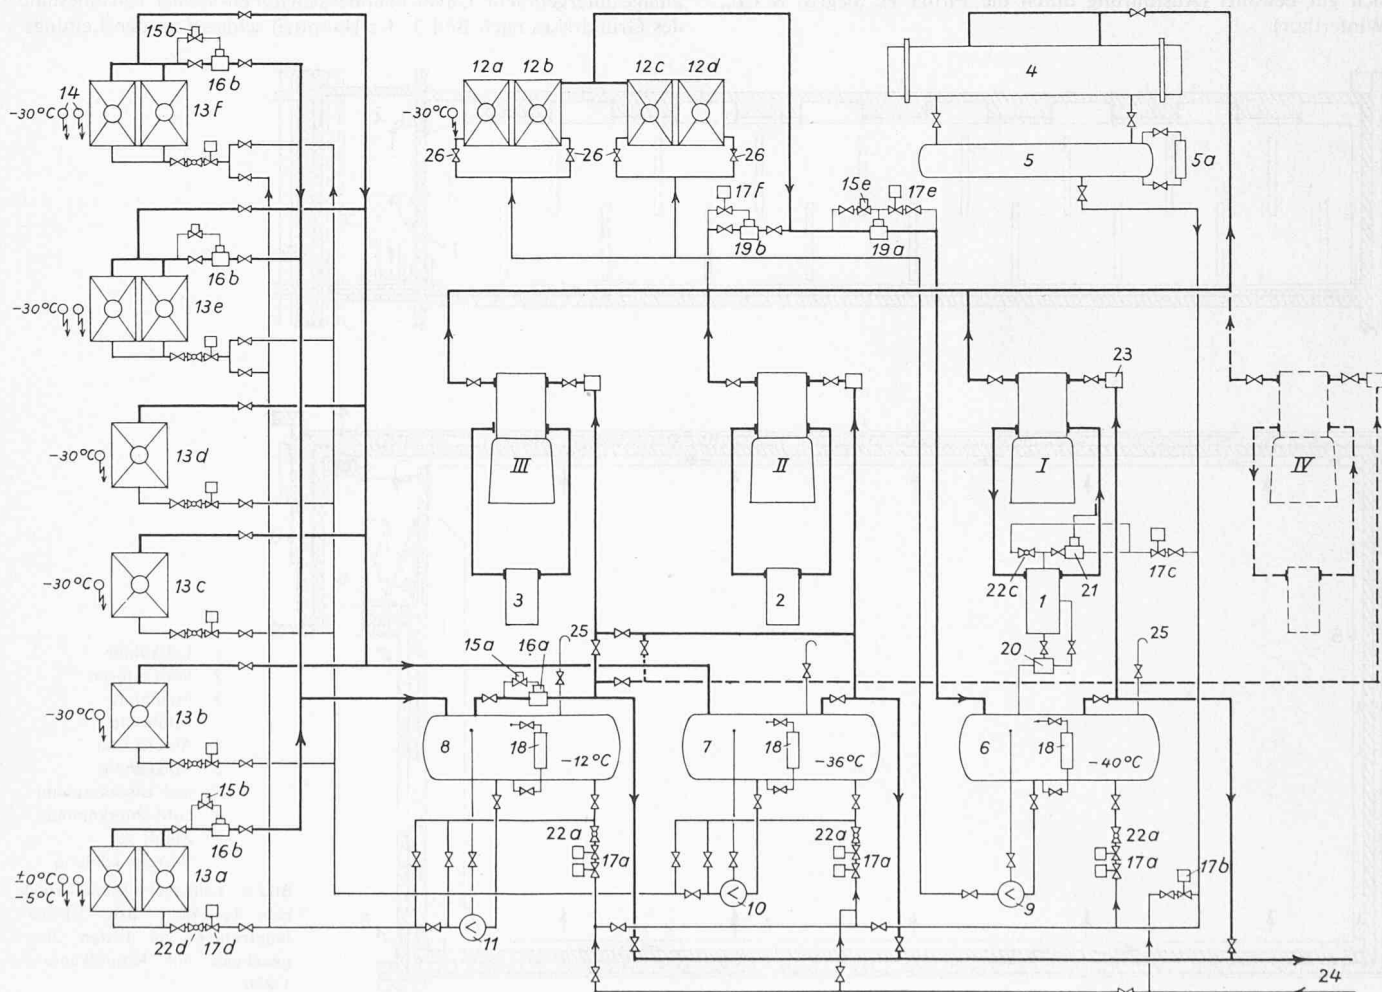 15b
16b
14
-30°C
13f
12a 12b 12c 12d
-30°C
26 26 26
4
5
5a
17f
15e 17e
19b
19a
16b
-30°C
13e
23
-30°C
13d
III
II
I
IV
-30°C
13c
3
2
1
22c
21
17c
20
-30°C
13b
15a 16a 25
25
8
18
-12°C
7
18
-36°C
6
18
-40°C
15b
16b
±0°C
-5°C
13a
22d 17d
22a
17a
22a
17a
22a
17a
17b
11
10
9
24